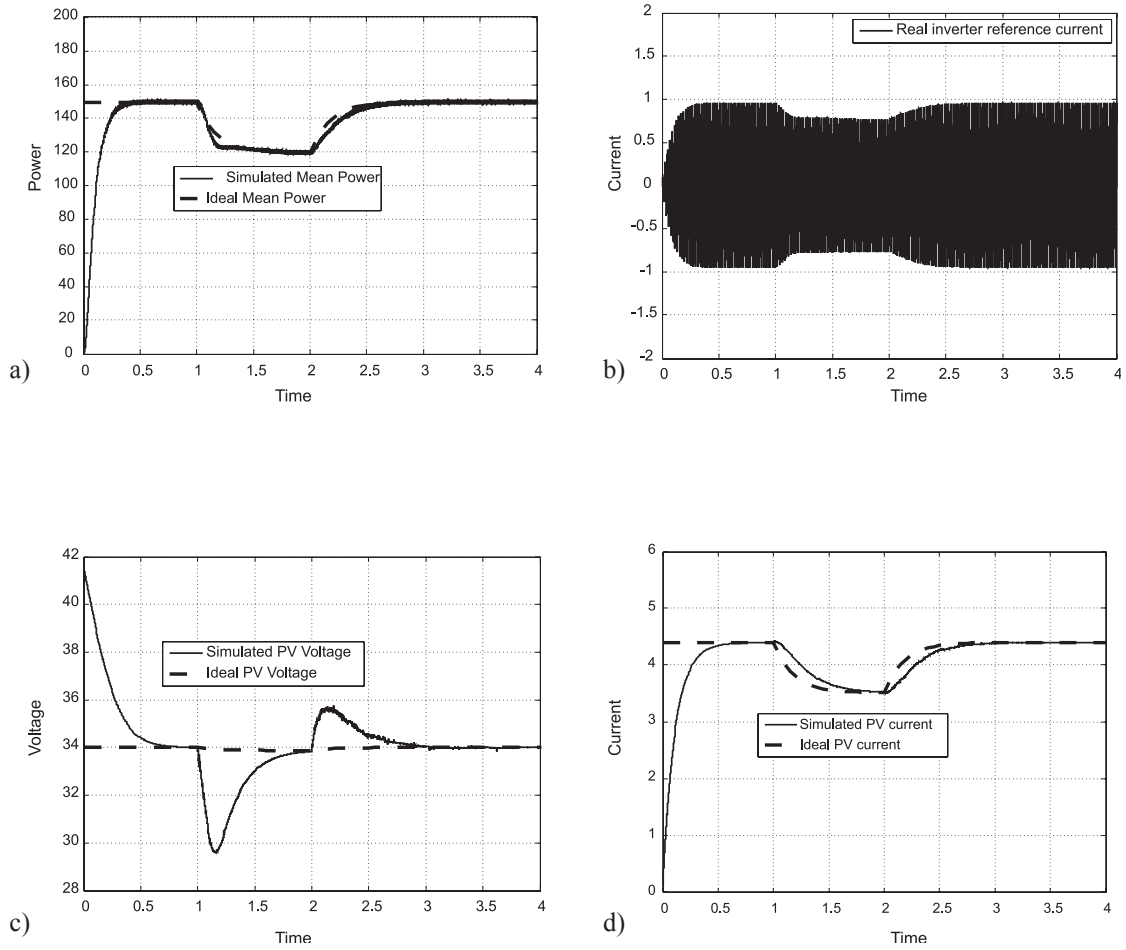 200
180
160
140
120
100
80
60
40
20
0
Power
Simulated Mean Power
Ideal Mean Power
0 0.5 1 1.5 2 2.5 3 3.5 4
Time
a)
2
1.5
1
0.5
0
-0.5
-1
-1.5
-2
Current
Real inverter reference current
0 0.5 1 1.5 2 2.5 3 3.5 4
Time
b)
42
40
38
36
34
32
30
28
Voltage
Simulated PV Voltage
Ideal PV Voltage
0 0.5 1 1.5 2 2.5 3 3.5 4
Time
c)
6
5
4
3
2
1
0
Current
Simulated PV current
Ideal PV current
0 0.5 1 1.5 2 2.5 3 3.5 4
Time
d)